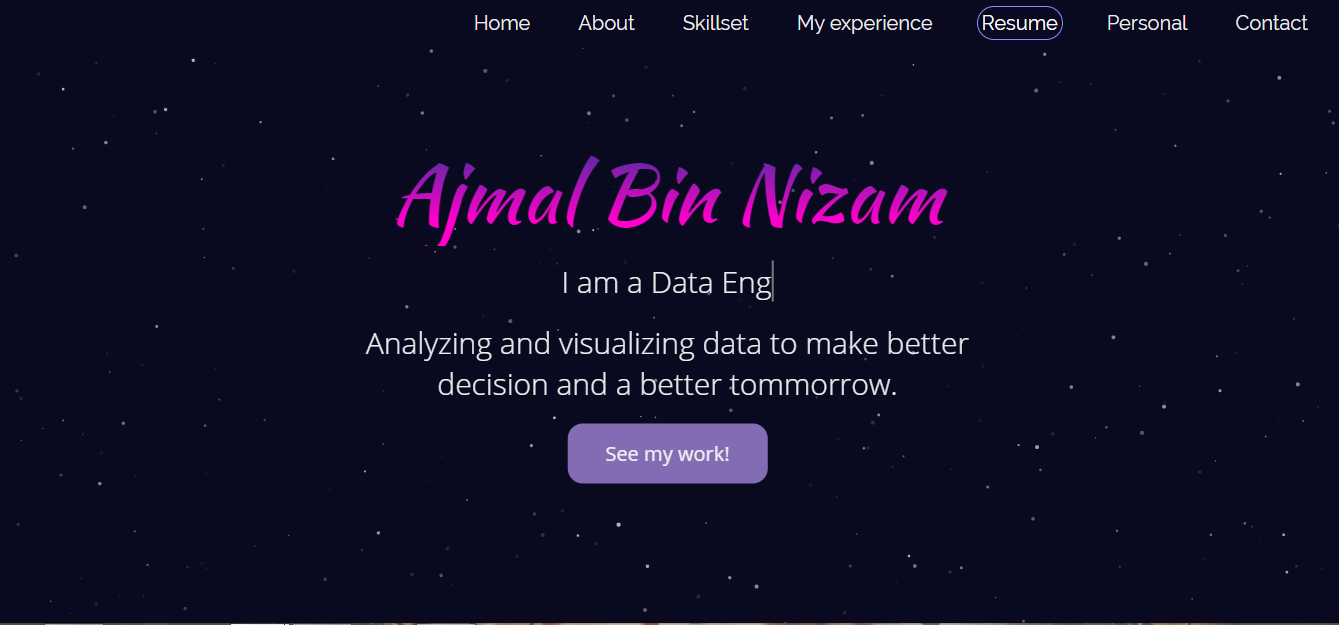 Home About Skillset My experience Resume Personal Contact
Ajmal Bin Nizam
I am a Data Eng
Analyzing and visualizing data to make better
decision and a better tommorrow.
See my work!